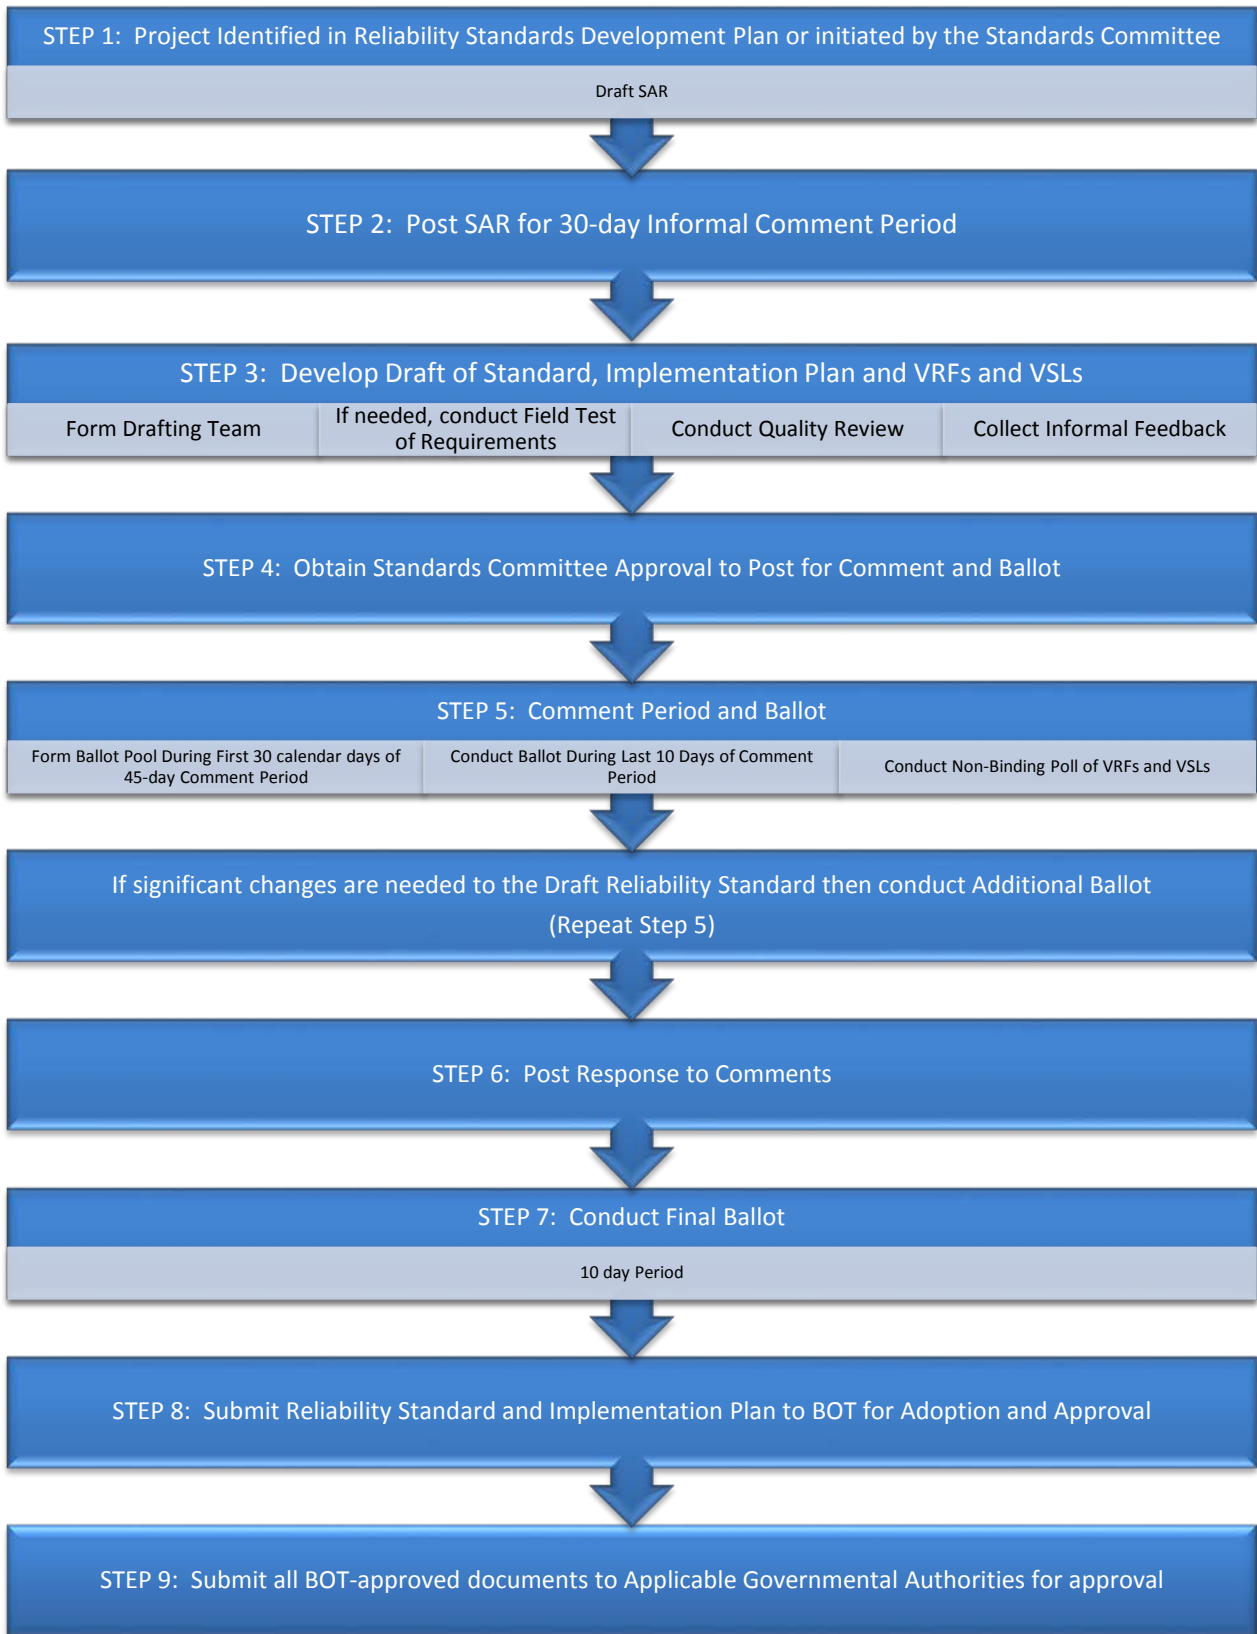 STEP 1: Project Identified in Reliability Standards Development Plan or initiated by the Standards Committee
Draft SAR
STEP 2: Post SAR for 30-day Informal Comment Period
STEP 3: Develop Draft of Standard, Implementation Plan and VRFs and VSLs
Form Drafting Team
If needed, conduct Field Test
of Requirements
Conduct Quality Review
Collect Informal Feedback
STEP 4: Obtain Standards Committee Approval to Post for Comment and Ballot
STEP 5: Comment Period and Ballot
Form Ballot Pool During First 30 calendar days of
45-day Comment Period
Conduct Ballot During Last 10 Days of Comment
Period
Conduct Non-Binding Poll of VRFs and VSLs
If significant changes are needed to the Draft Reliability Standard then conduct Additional Ballot
(Repeat Step 5)
STEP 6: Post Response to Comments
STEP 7: Conduct Final Ballot
10 day Period
STEP 8: Submit Reliability Standard and Implementation Plan to BOT for Adoption and Approval
STEP 9: Submit all BOT-approved documents to Applicable Governmental Authorities for approval